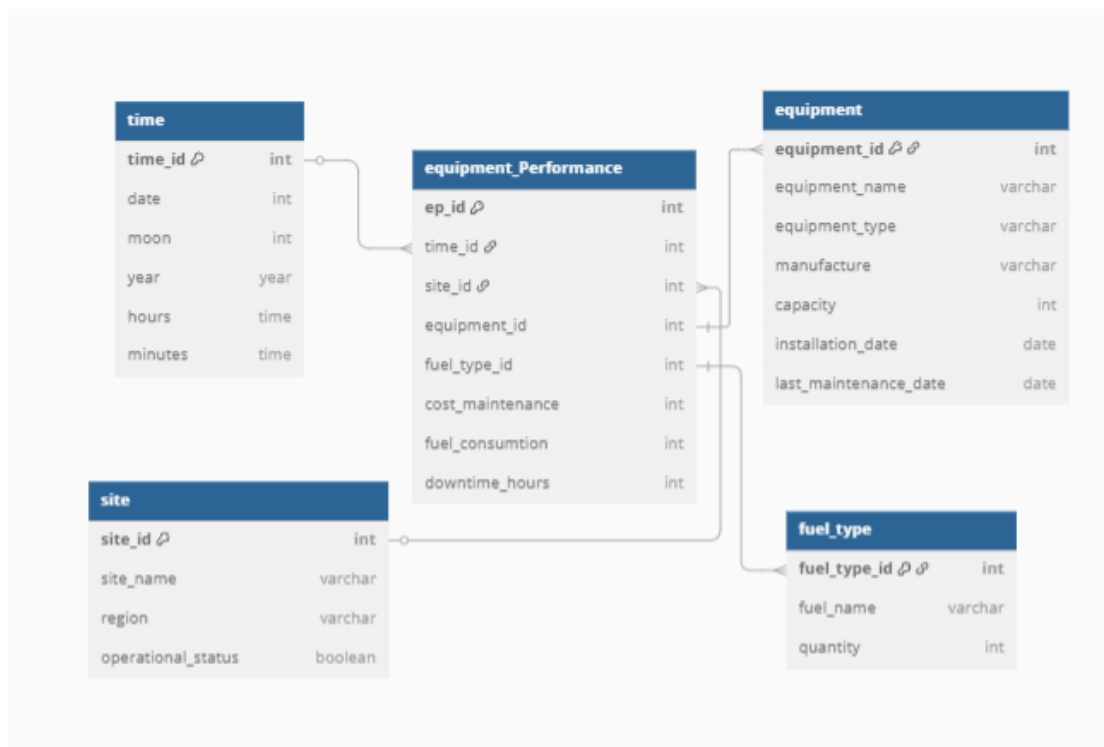 time
time_id int
date int
moon int
year year
hours time
minutes time
equipment_Performance
ep_id int
time_id int
site_id int
equipment_id int
fuel_type_id int
cost_maintenance int
fuel_consumtion int
downtime_hours int
equipment
equipment_id int
equipment_name varchar
equipment_type varchar
manufacture varchar
capacity int
installation_date date
last_maintenance_date date
site
site_id int
site_name varchar
region varchar
operational_status boolean
fuel_type
fuel_type_id int
fuel_name varchar
quantity int